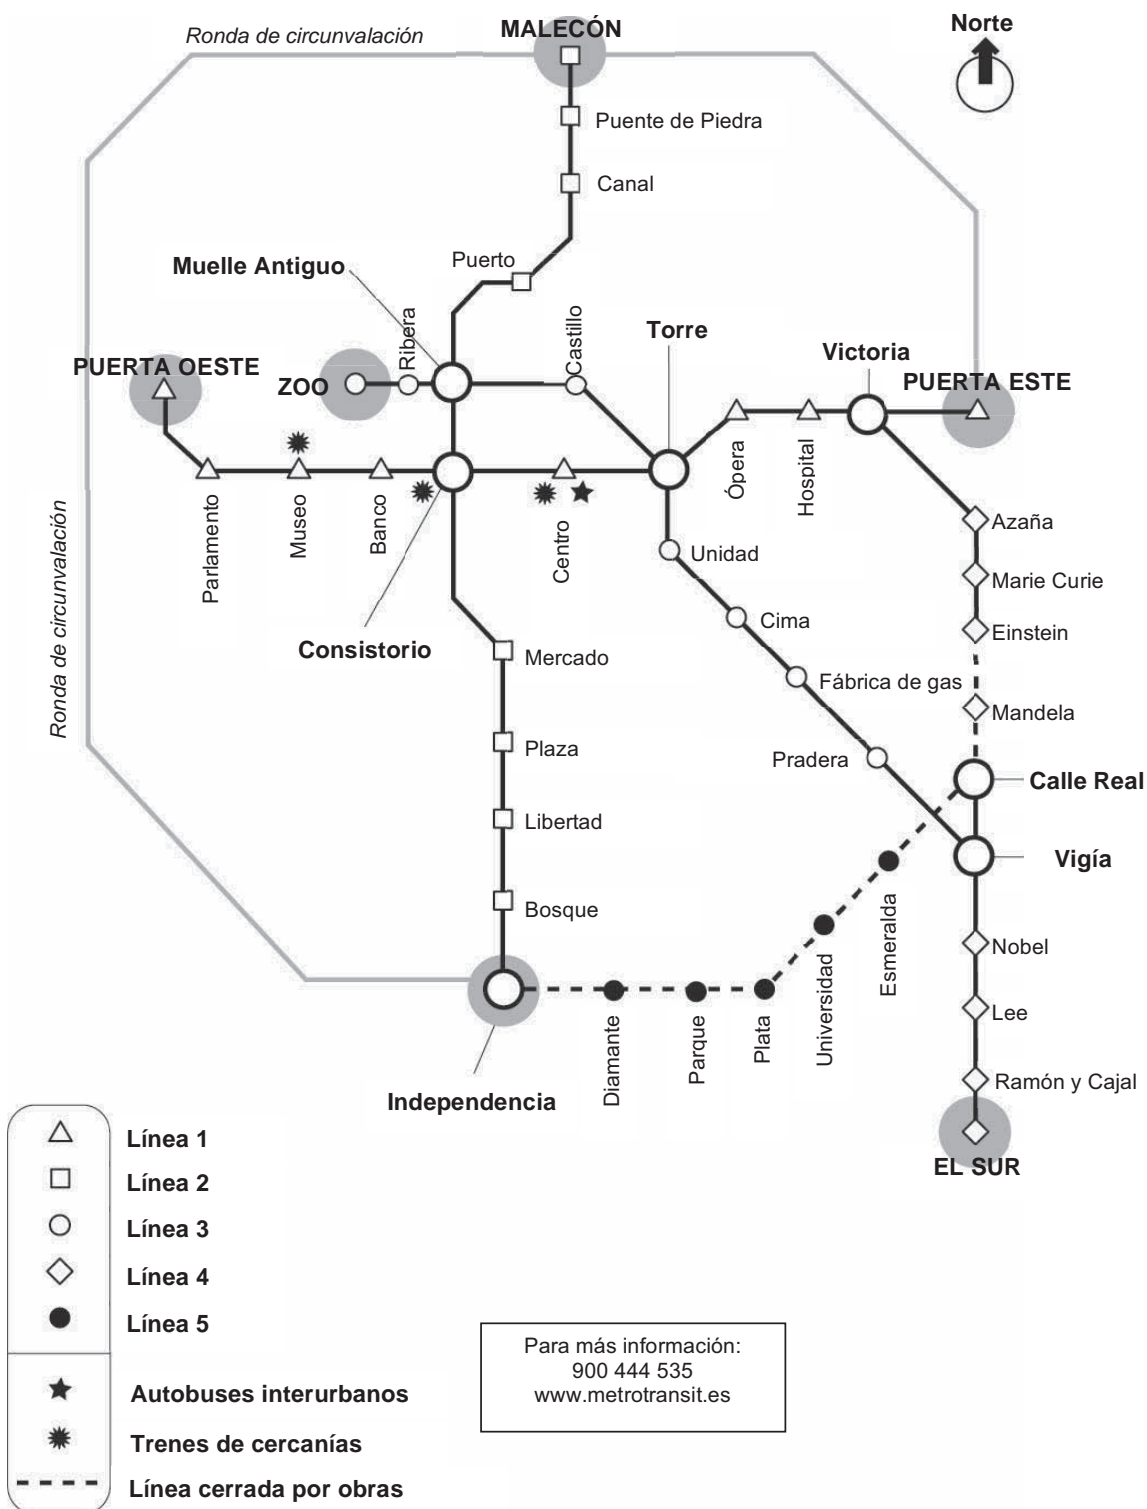 Ronda de circunvalación
MALECÓN
Norte
Puente de Piedra
Canal
Muelle Antiguo
Puerto
Ribera
Castillo
Torre
Victoria
PUERTA OESTE
ZOO
PUERTA ESTE
Ópera
Hospital
Parlamento
Museo
Banco
Centro
Azaña
Unidad
Marie Curie
Cima
Einstein
Consistorio
Mercado
Ronda de circunvalación
Fábrica de gas
Mandela
Plaza
Pradera
Calle Real
Libertad
Vigía
Bosque
Esmeralda
Nobel
Universidad
Lee
Diamante
Parque
Plata
Ramón y Cajal
Independencia
EL SUR
Línea 1
Línea 2
Línea 3
Línea 4
Línea 5
Autobuses interurbanos
Trenes de cercanías
Línea cerrada por obras
Para más información:
900 444 535
www.metrotransit.es